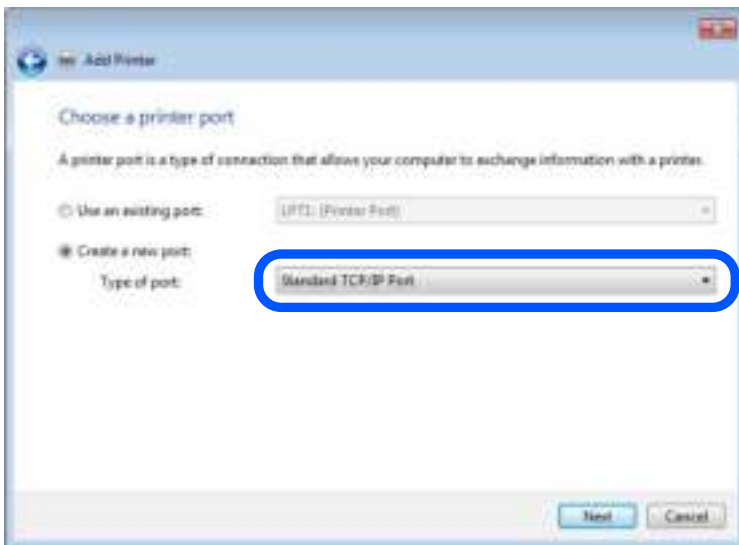 Add Printer
Choose a printer port
A printer port is a type of connection that allows your computer to exchange information with a printer.
Use an existing port:
LPT1: (Printer Port)
Create a new port:
Type of port:
Standard TCP/IP Port
Next
Cancel